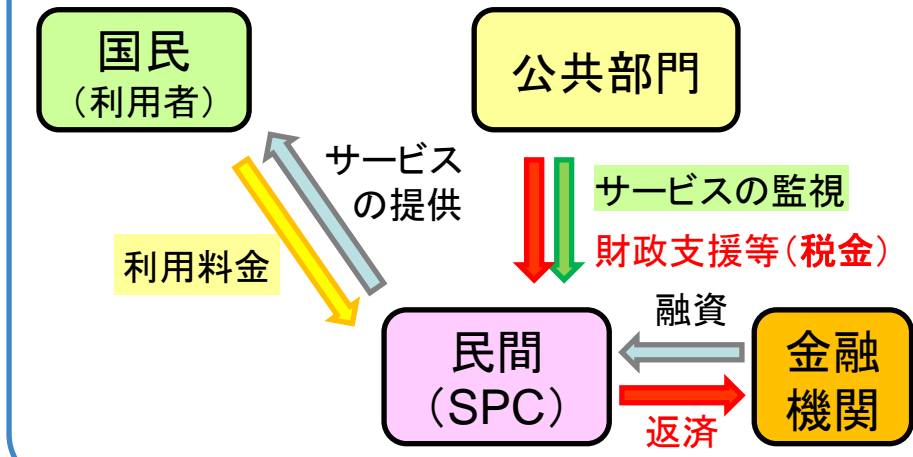 国民
（利用者）
公共部門
サービス
の提供
サービスの監視
財政支援等（税金）
利用料金
融資
民間
（SPC）
金融
機関
返済